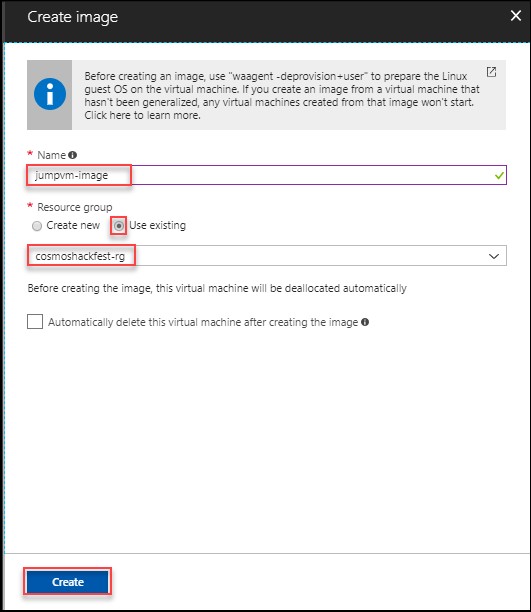 Create image
Before creating an image, use "waagent -deprovision+user" to prepare the Linux
guest OS on the virtual machine. If you create an image from a virtual machine that
hasn't been generalized, any virtual machines created from that image won't start.
Click here to learn more.
* Name
jumpvm-image
* Resource group
Create new Use existing
cosmoshackfest-rg
Before creating the image, this virtual machine will be deallocated automatically
Automatically delete this virtual machine after creating the image
Create